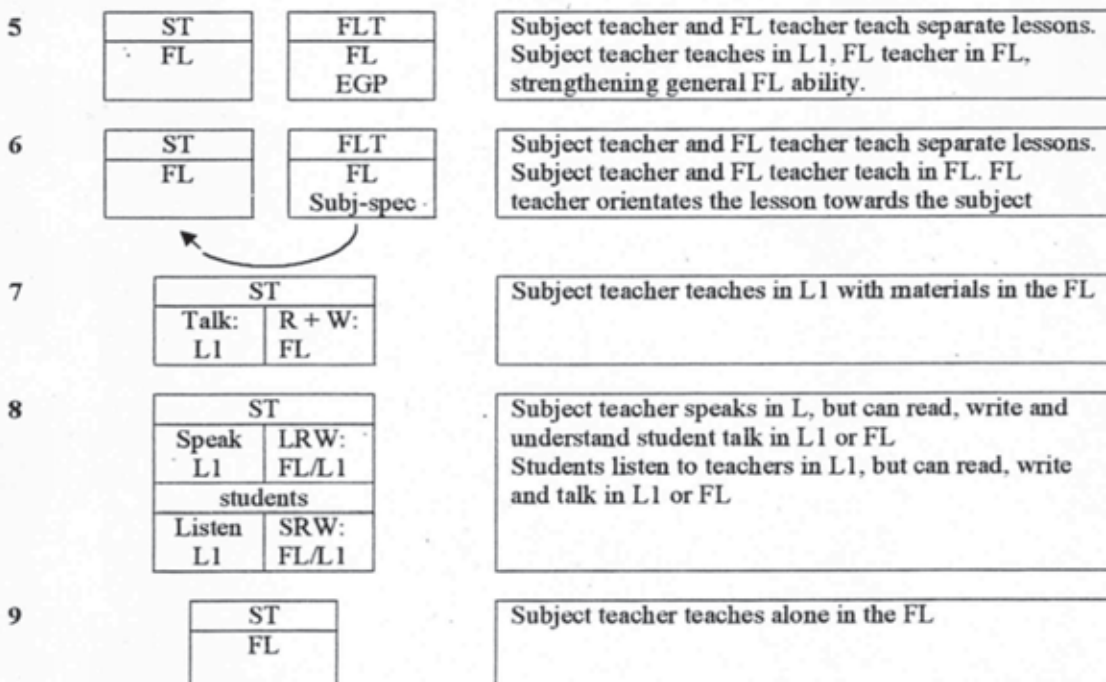 5
ST FLT
FL FL
EGP
Subject teacher and FL teacher teach separate lessons.
Subject teacher teaches in L1, FL teacher in FL,
strengthening general FL ability.
6
ST FLT
FL FL
Subj-spec
Subject teacher and FL teacher teach separate lessons.
Subject teacher and FL teacher teach in FL. FL
teacher orientates the lesson towards the subject
7
ST
Talk: R + W:
L1 FL
Subject teacher teaches in L1 with materials in the FL
8
ST
Speak LRW:
L1 FL/L1
students
Listen SRW:
L1 FL/L1
Subject teacher speaks in L, but can read, write and
understand student talk in L1 or FL
Students listen to teachers in L1, but can read, write
and talk in L1 or FL
9
ST
FL
Subject teacher teaches alone in the FL